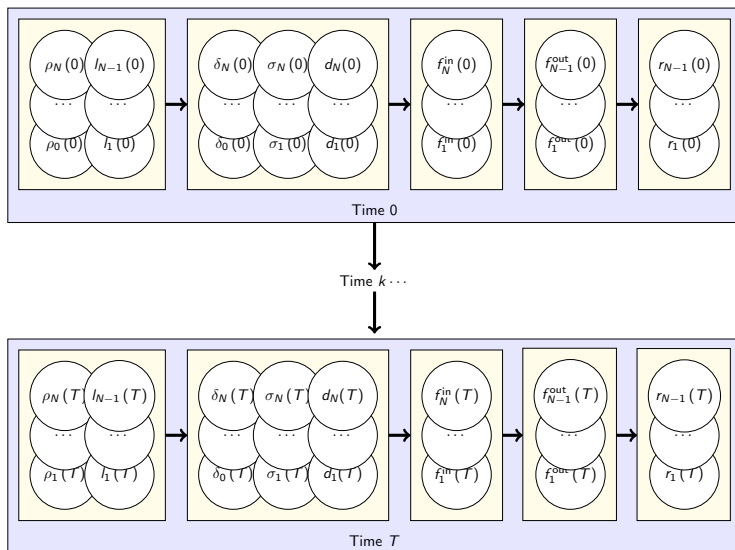 ρ_N(0) l_{N−1}(0) δ_N(0) σ_N(0) d_N(0) f_N^in(0) f_{N−1}^out(0) r_{N−1}(0)
... ... ... ... ... ... ... ...
ρ_0(0) l_1(0) δ_0(0) σ_1(0) d_1(0) f_1^in(0) f_1^out(0) r_1(0)
Time 0
Time k ···
ρ_N(T) l_{N−1}(T) δ_N(T) σ_N(T) d_N(T) f_N^in(T) f_{N−1}^out(T) r_{N−1}(T)
... ... ... ... ... ... ... ...
ρ_1(T) l_1(T) δ_0(T) σ_1(T) d_1(T) f_1^in(T) f_1^out(T) r_1(T)
Time T